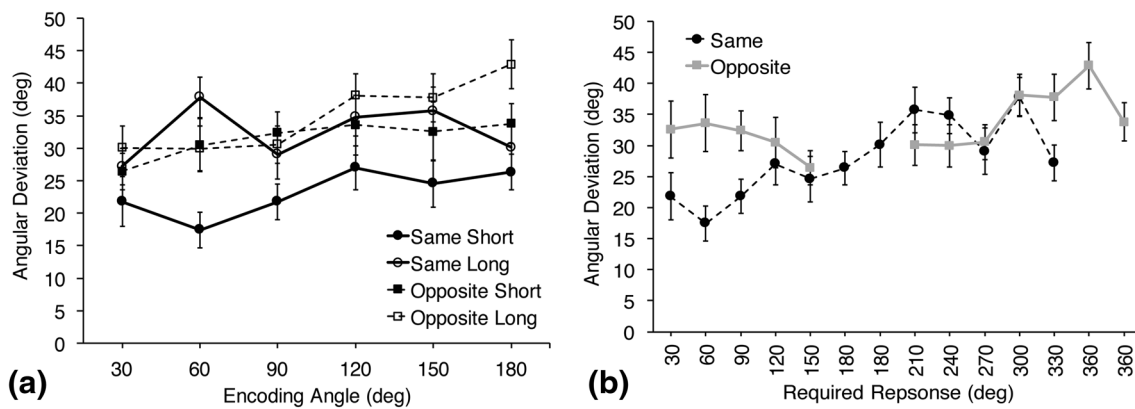 50
45
40
35
30
25
20
15
10
5
0
Angular Deviation (deg)
Same Short
Same Long
Opposite Short
Opposite Long
30 60 90 120 150 180
Encoding Angle (deg)
(a)
50
45
40
35
30
25
20
15
10
5
0
Angular Deviation (deg)
Same
Opposite
30 60 90 120 150 180 180 210 240 270 300 330 360 360
Required Repsonse (deg)
(b)